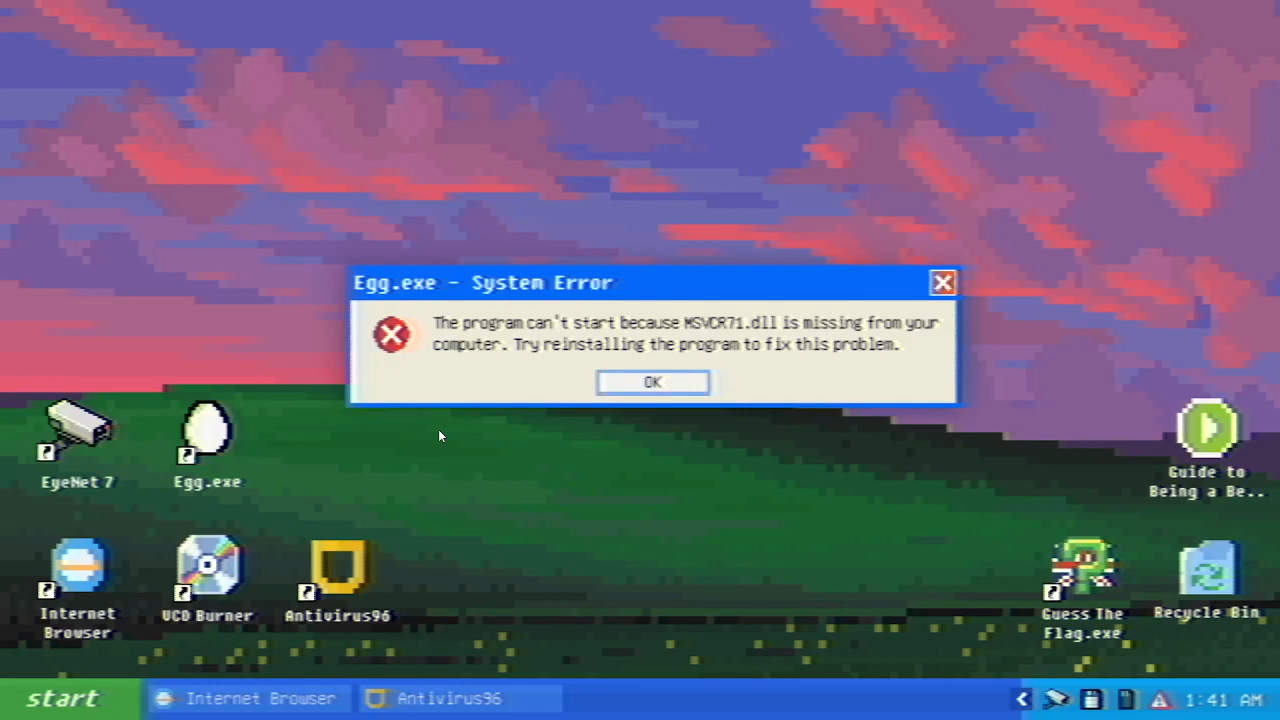 Egg.exe - System Error
The program can't start because MSVCR71.dll is missing from your
computer. Try reinstalling the program to fix this problem.
OK
EyeNet 7
Egg.exe
Guide to
Being a Be..
Internet
Browser
VCD Burner
Antivirus96
Guess The
Flag.exe
Recycle Bin
start
Internet Browser
Antivirus96
1:41 AM